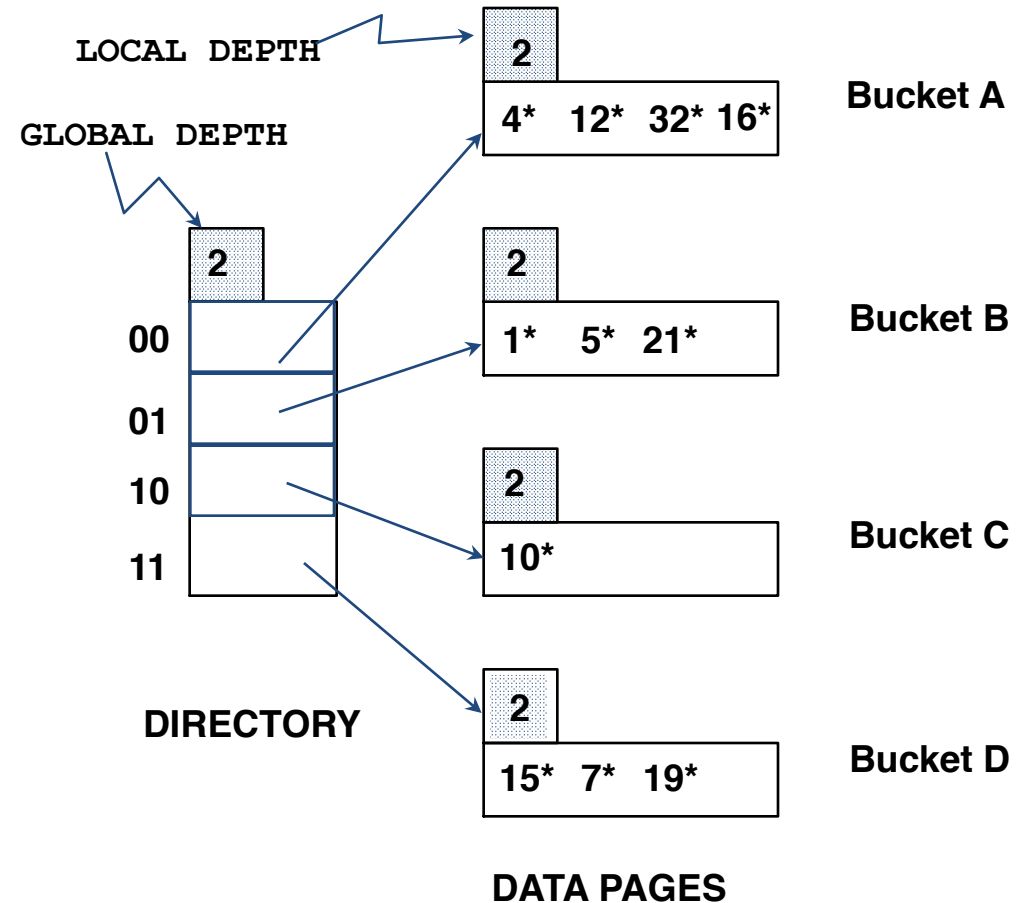 LOCAL DEPTH
2
Bucket A
4* 12* 32* 16*
GLOBAL DEPTH
2
2
00
1* 5* 21*
Bucket B
01
10
2
11
10*
Bucket C
DIRECTORY
2
15* 7* 19*
Bucket D
DATA PAGES